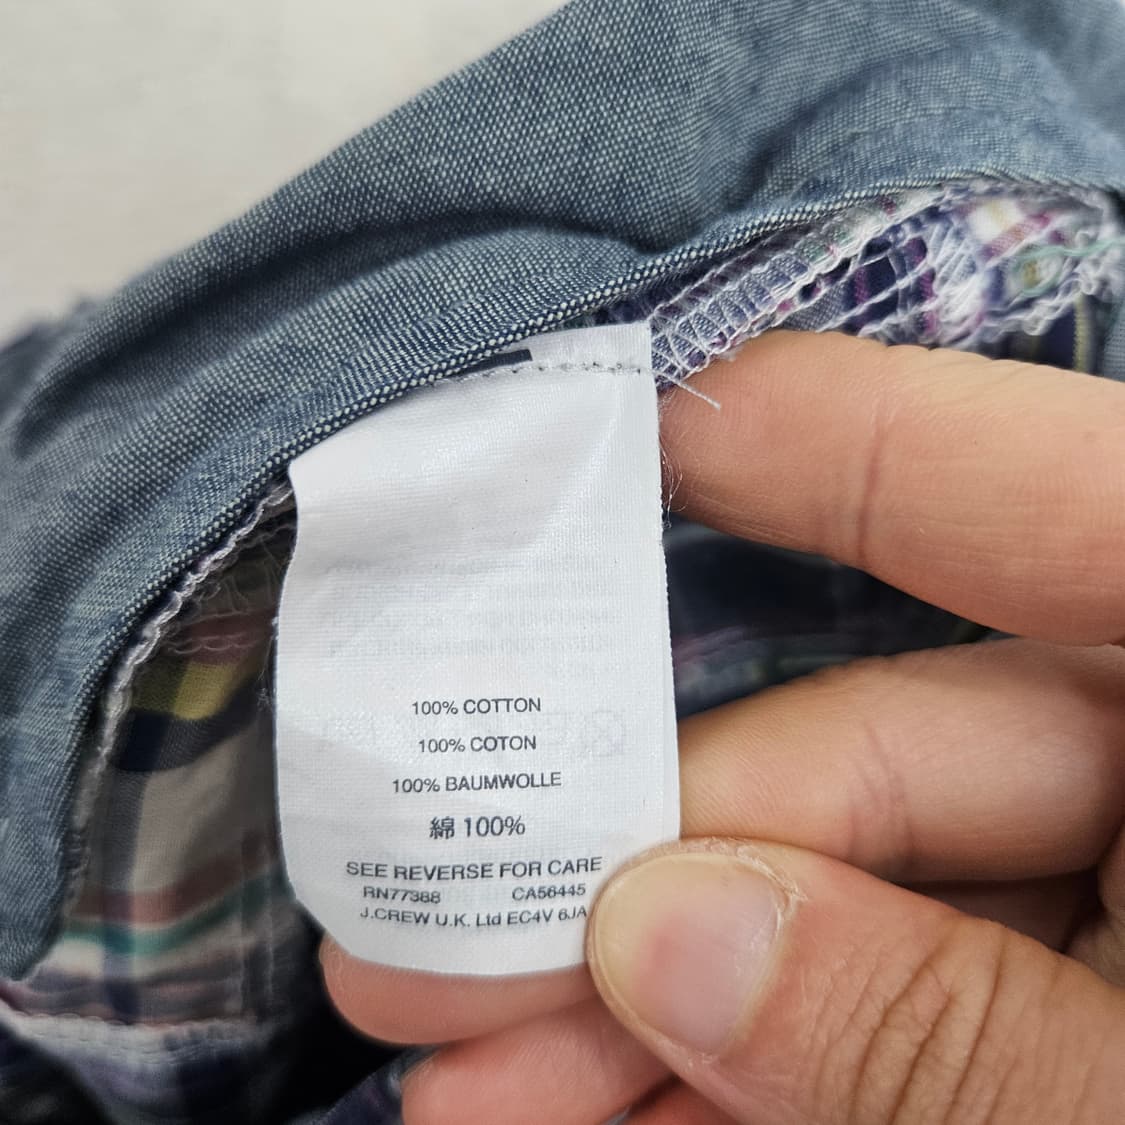 100% COTTON
100% COTON
100% BAUMWOLLE
綿 100%
SEE REVERSE FOR CARE
RN77388 CA56445
J.CREW U.K. Ltd EC4V 6JA